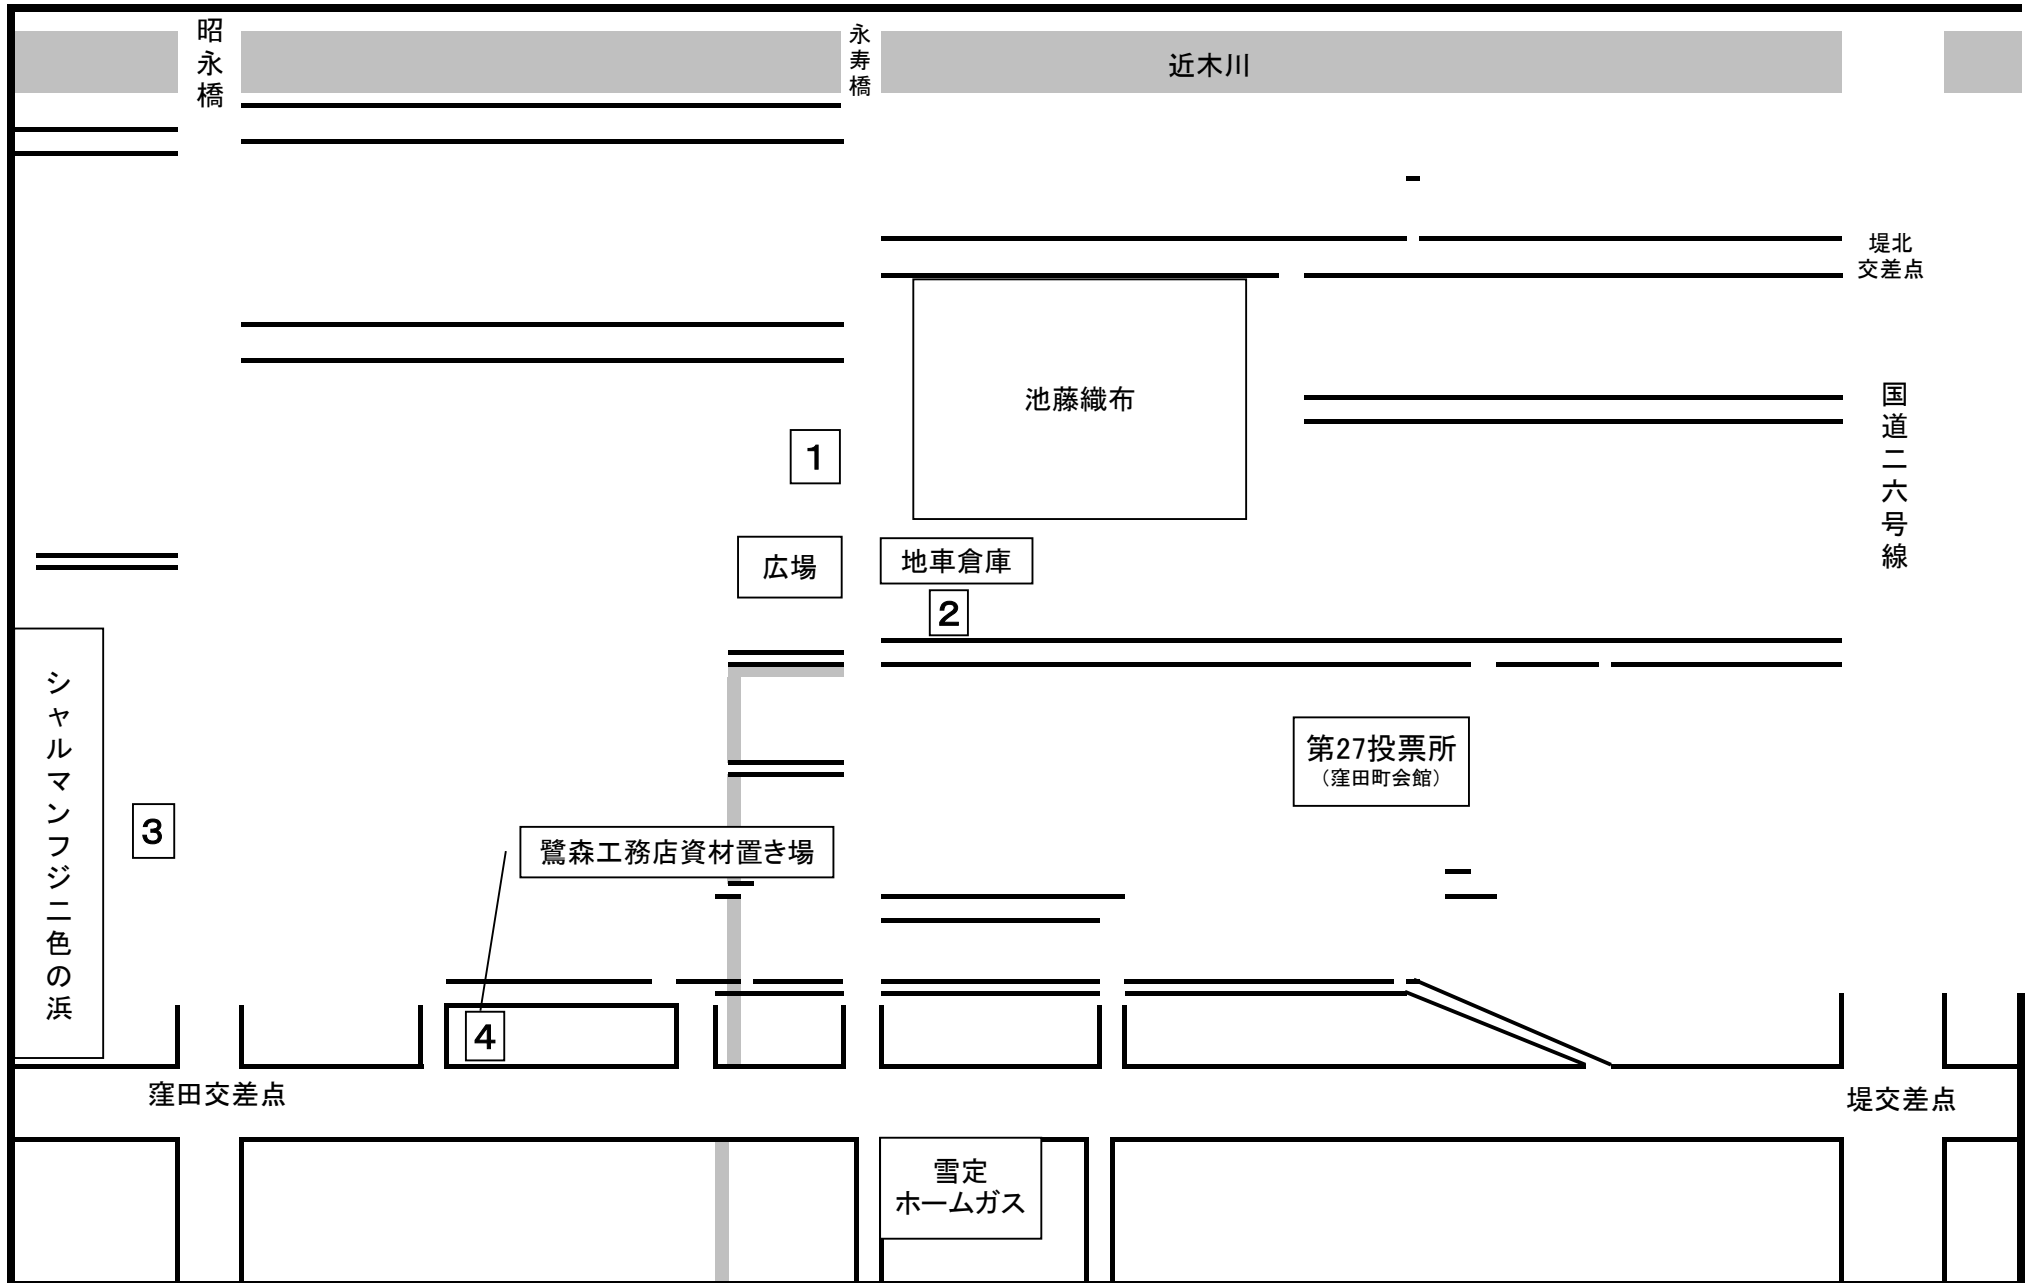 昭永橋
永寿橋
近木川
堤北
交差点
池藤織布
国道二六号線
1
広場
地車倉庫
2
シャルマンフジ二色の浜
第27投票所
（窪田町会館）
3
鷺森工務店資材置き場
4
窪田交差点
堤交差点
雪定
ホームガス